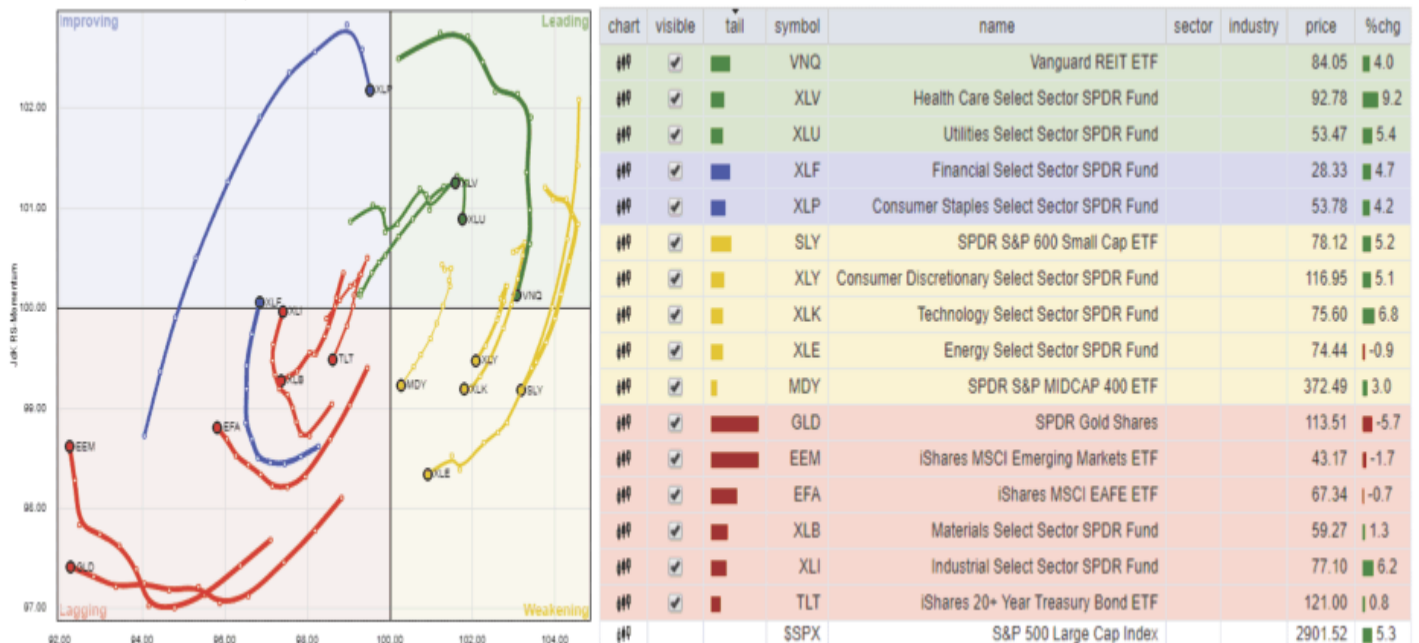 Improving
Leading
XLP
102.00
XLV
101.00
XLU
VNQ
100.00
XLF
XLI
TLT
XLB
MDY
XLY
XLK
SLY
99.00
EFA
EEM
XLE
98.00
GLD
97.00
Lagging
Weakening
92.00 94.00 96.00 98.00 100.00 102.00 104.00
JdK RS-Momentum
chart visible tail symbol name sector industry price %chg
VNQ Vanguard REIT ETF 84.05 4.0
XLV Health Care Select Sector SPDR Fund 92.78 9.2
XLU Utilities Select Sector SPDR Fund 53.47 5.4
XLF Financial Select Sector SPDR Fund 28.33 4.7
XLP Consumer Staples Select Sector SPDR Fund 53.78 4.2
SLY SPDR S&P 600 Small Cap ETF 78.12 5.2
XLY Consumer Discretionary Select Sector SPDR Fund 116.95 5.1
XLK Technology Select Sector SPDR Fund 75.60 6.8
XLE Energy Select Sector SPDR Fund 74.44 -0.9
MDY SPDR S&P MIDCAP 400 ETF 372.49 3.0
GLD SPDR Gold Shares 113.51 -5.7
EEM iShares MSCI Emerging Markets ETF 43.17 -1.7
EFA iShares MSCI EAFE ETF 67.34 -0.7
XLB Materials Select Sector SPDR Fund 59.27 1.3
XLI Industrial Select Sector SPDR Fund 77.10 6.2
TLT iShares 20+ Year Treasury Bond ETF 121.00 0.8
$SPX S&P 500 Large Cap Index 2901.52 5.3